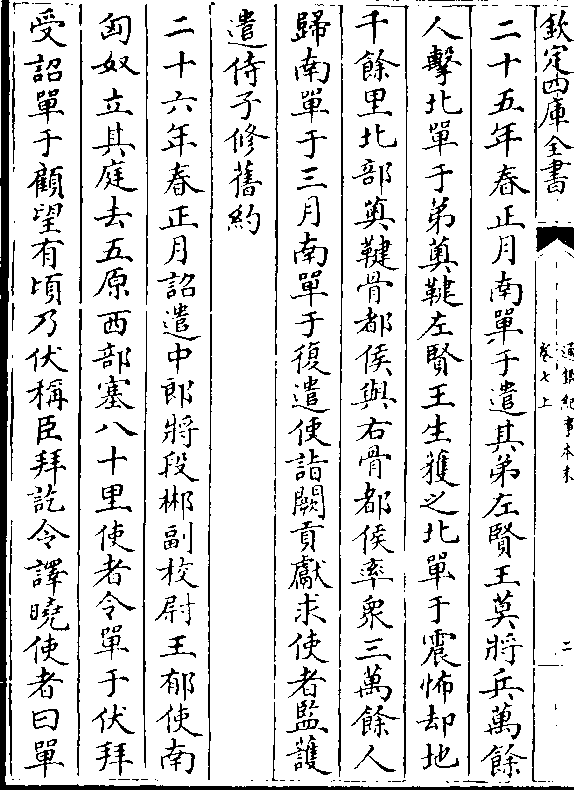 欽定四庫全書
通鑑紀事本末
卷七上
二
二十五年春正月南單于遣其弟左賢王莫將兵萬餘
人擊北單于弟薁鞬左賢王生獲之北單于震怖却地
千餘里北部薁鞬骨都侯與右骨都侯率衆三萬餘人
歸南單于三月南單于復遣使詣闕貢獻求使者監護
遣侍子修舊約
二十六年春正月詔遣中郎將段郴副校尉王郁使南
匈奴立其庭去五原西部塞八十里使者令單于伏拜
受詔單于顧望有頃乃伏稱臣拜訖令譯曉使者曰單